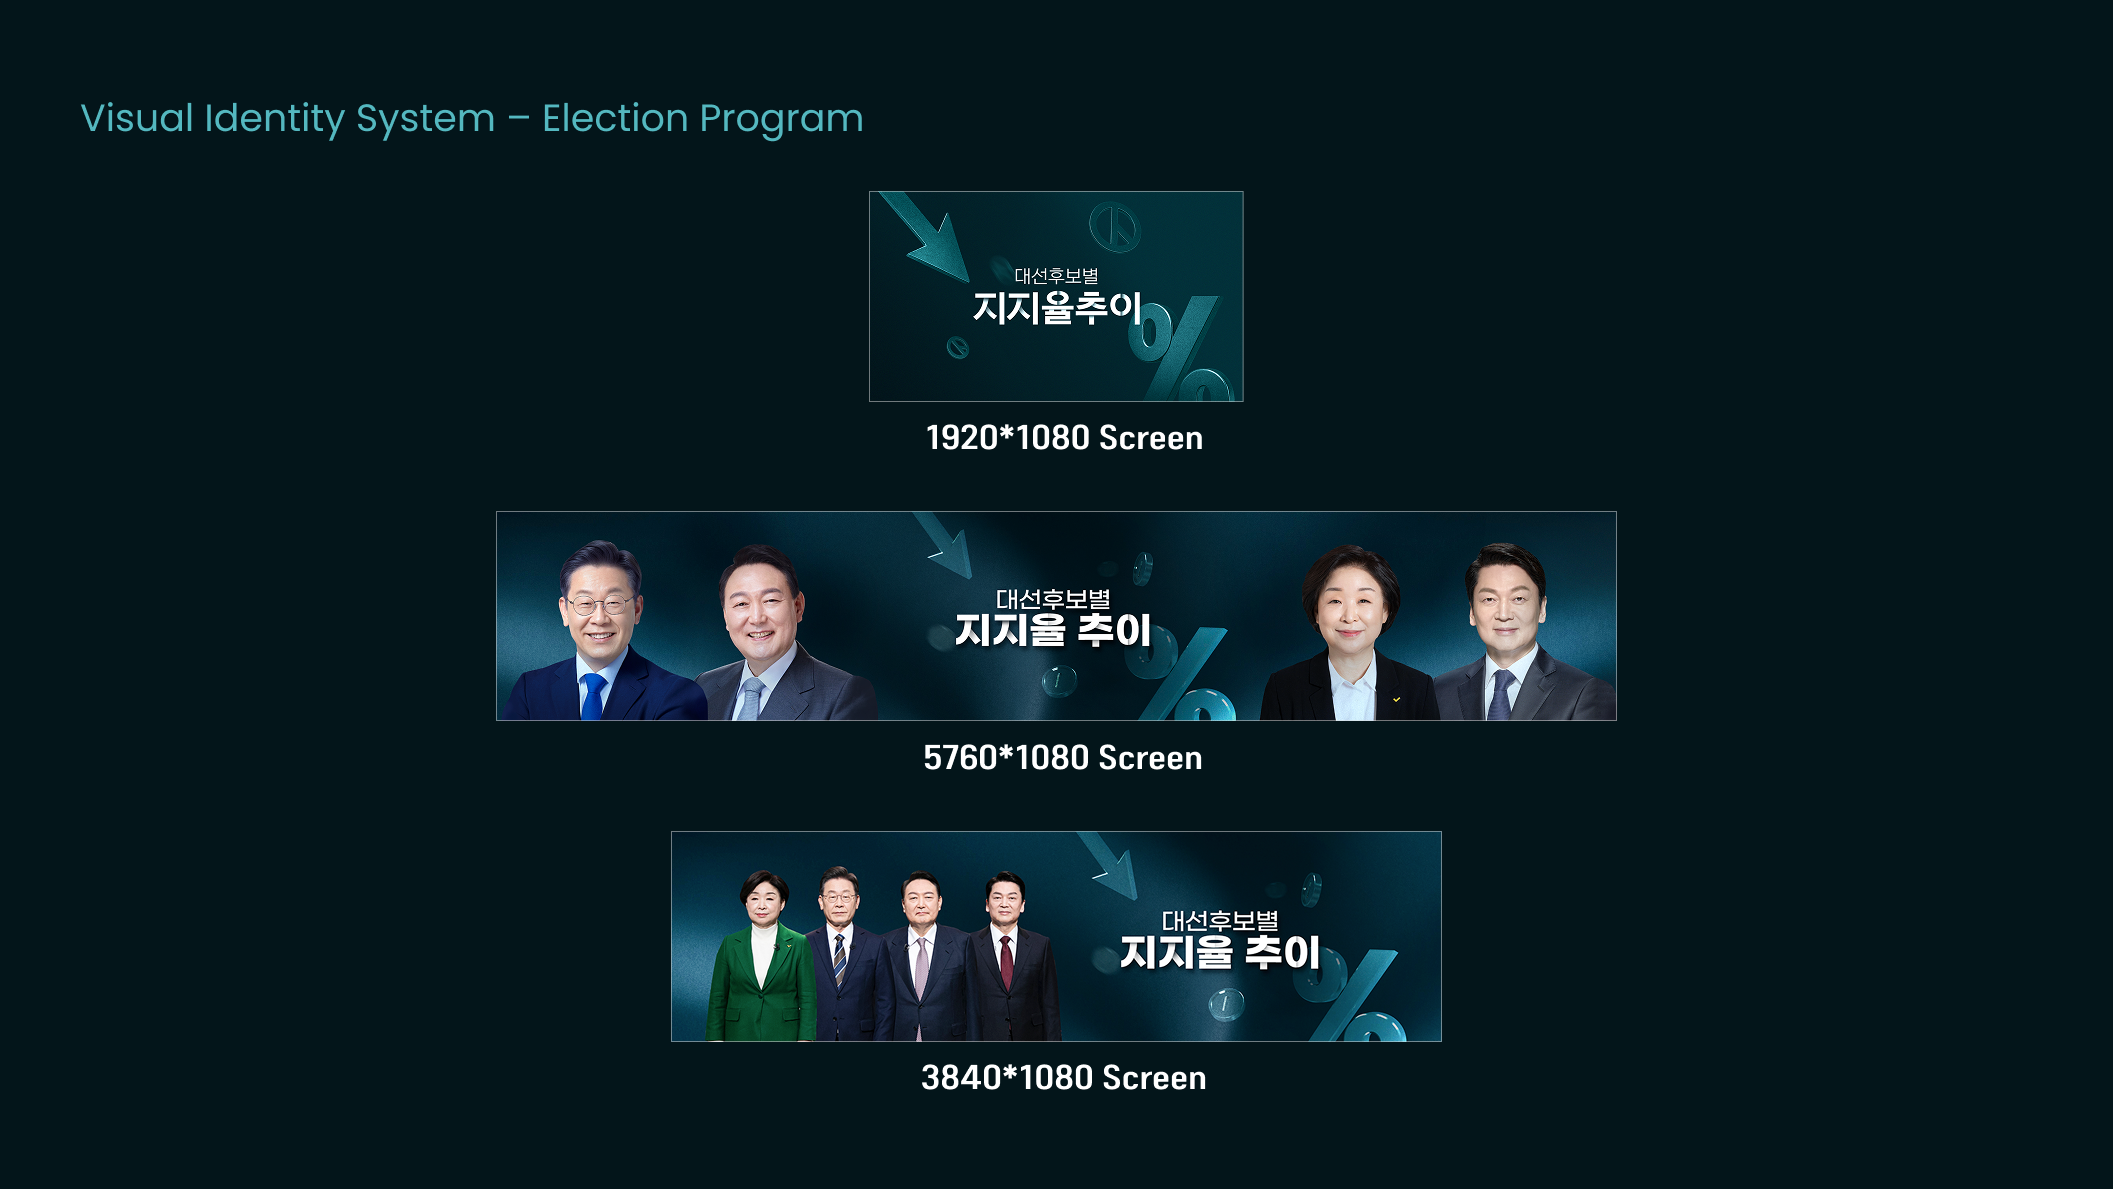 Visual Identity System – Election Program
대선후보별
지지율추이
1920*1080 Screen
대선후보별
지지율 추이
5760*1080 Screen
대선후보별
지지율 추이
3840*1080 Screen